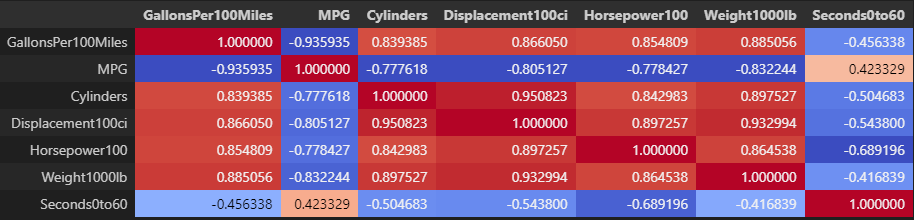 GallonsPer100Miles MPG Cylinders Displacement100ci Horsepower100 Weight1000lb Seconds0to60
GallonsPer100Miles 1.000000 -0.935935 0.839385 0.866050 0.854809 0.885056 -0.456338
MPG -0.935935 1.000000 -0.777618 -0.805127 -0.778427 -0.832244 0.423329
Cylinders 0.839385 -0.777618 1.000000 0.950823 0.842983 0.897527 -0.504683
Displacement100ci 0.866050 -0.805127 0.950823 1.000000 0.897257 0.932994 -0.543800
Horsepower100 0.854809 -0.778427 0.842983 0.897257 1.000000 0.864538 -0.689196
Weight1000lb 0.885056 -0.832244 0.897527 0.932994 0.864538 1.000000 -0.416839
Seconds0to60 -0.456338 0.423329 -0.504683 -0.543800 -0.689196 -0.416839 1.000000